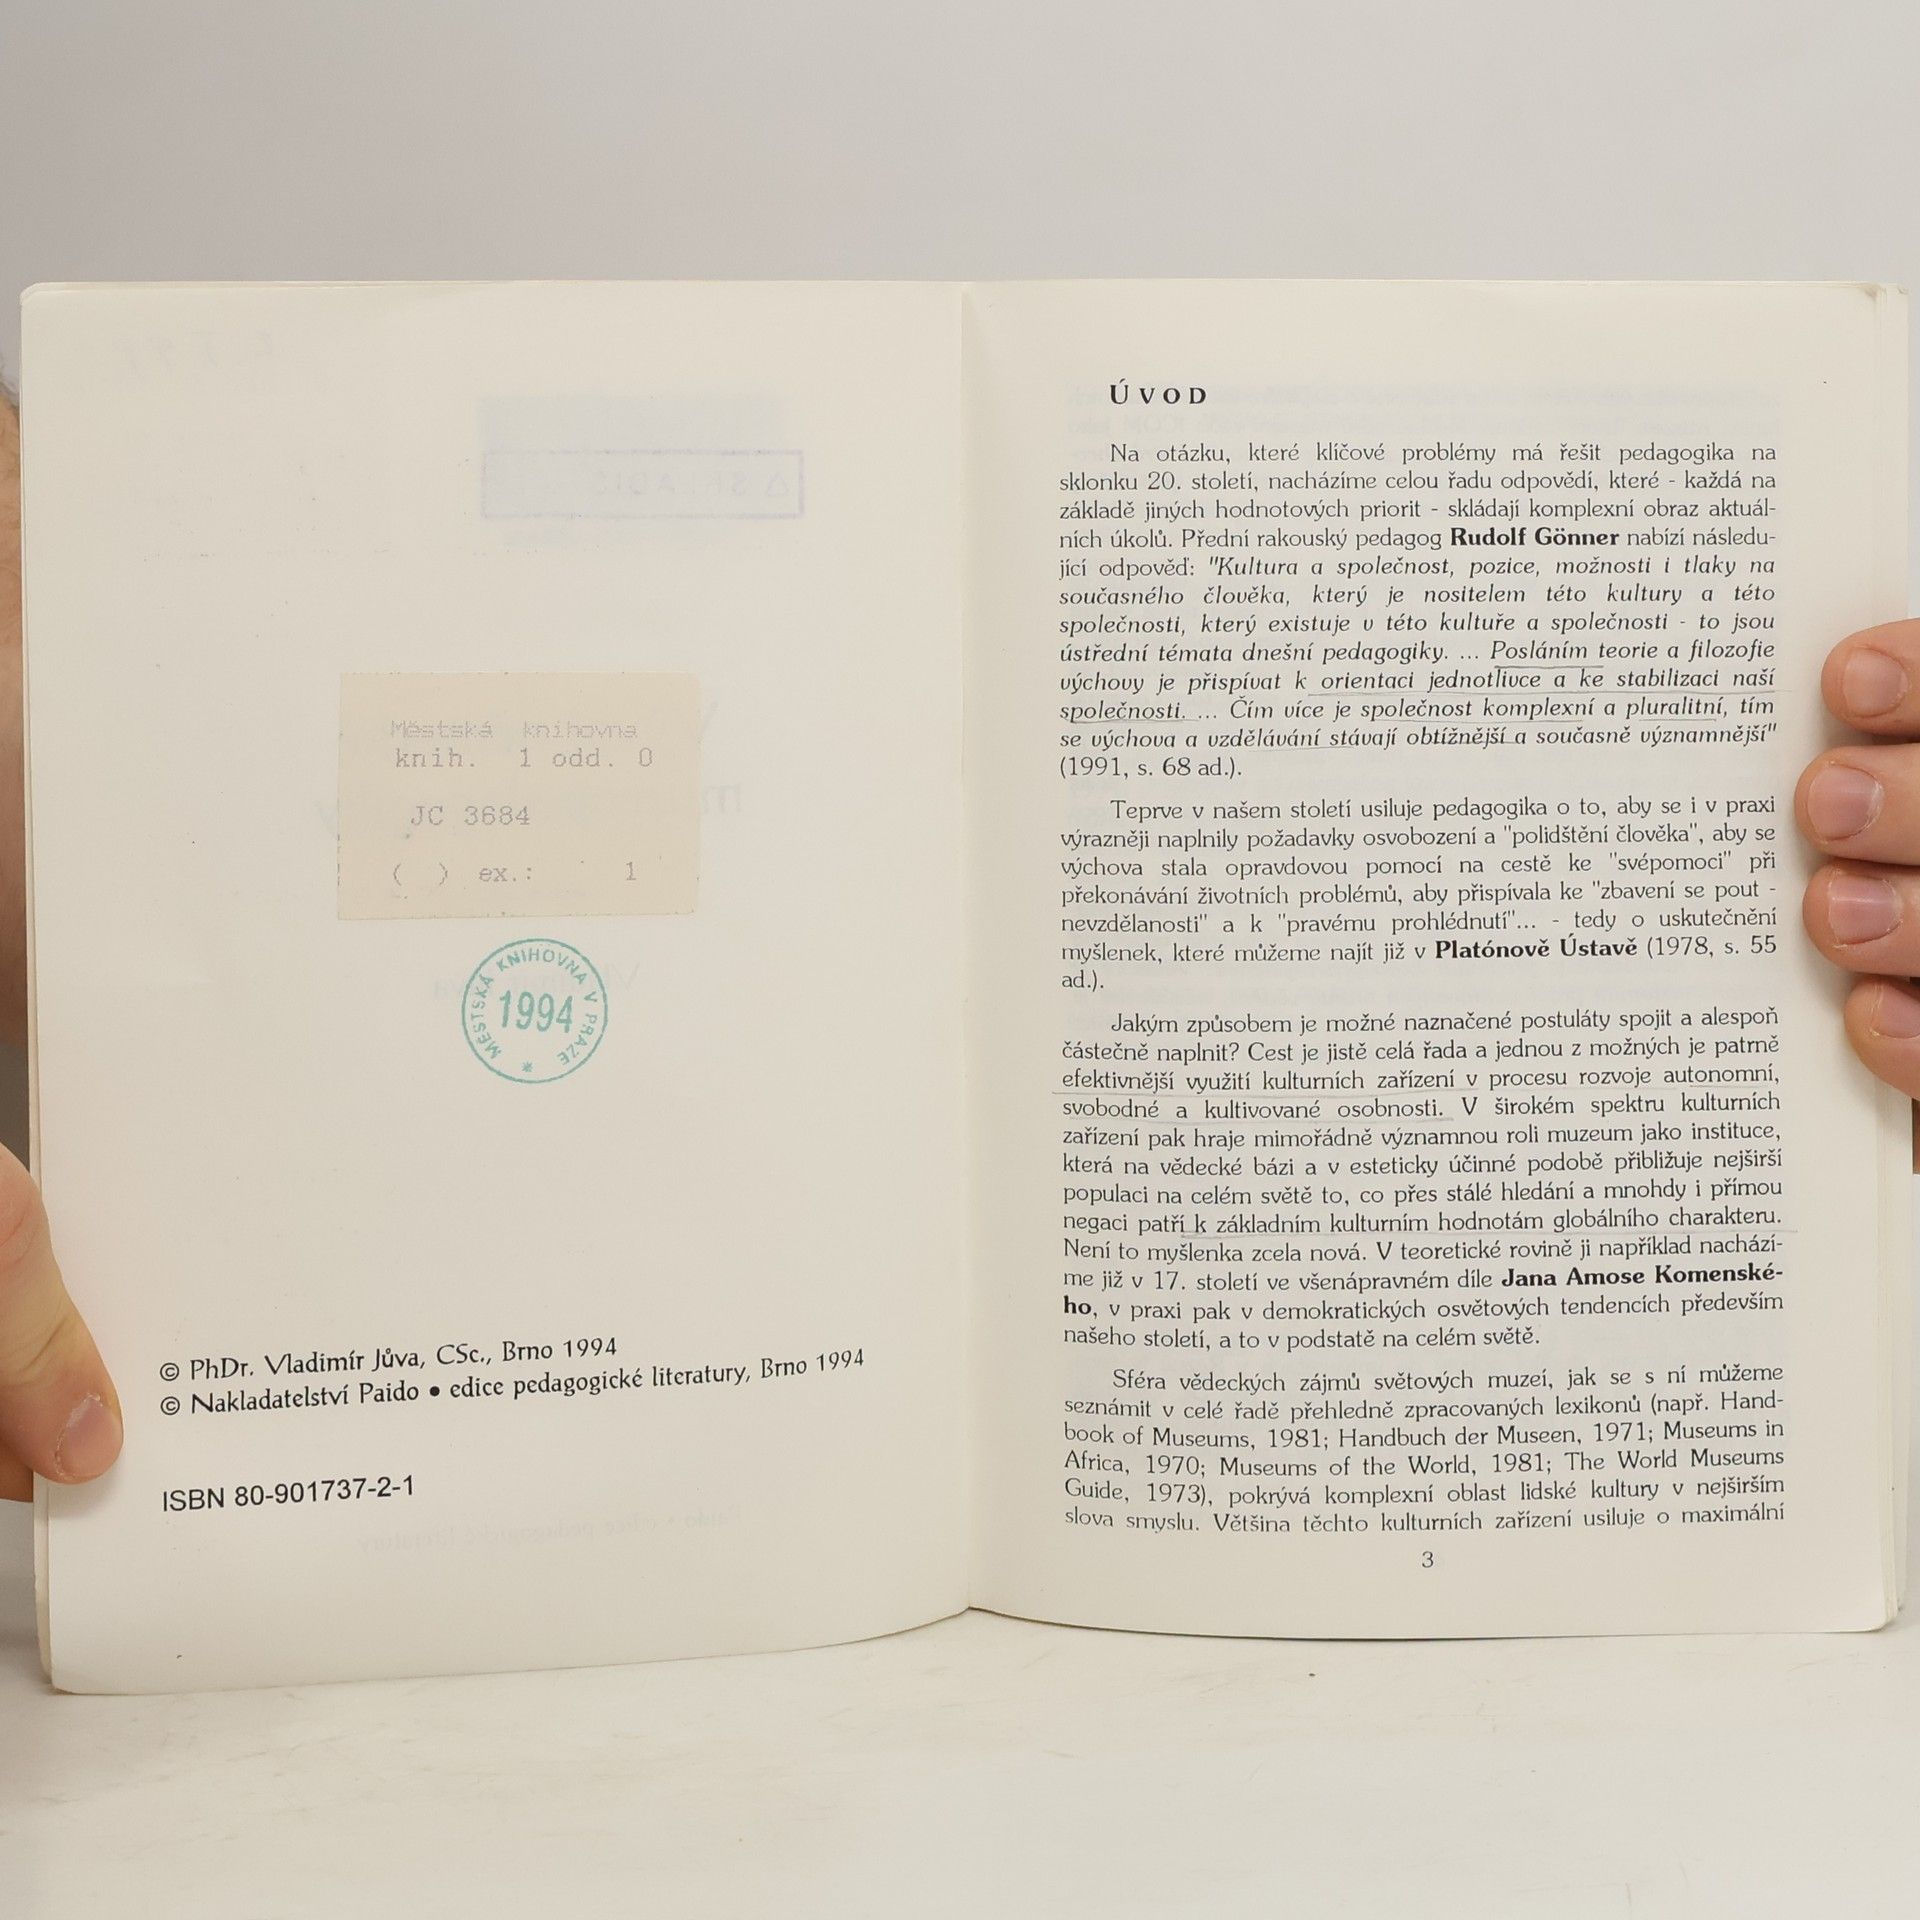 Městská knihovna
knih. 1 odd. 0
JC 3684
( ) ex.: 1
MĚSTSKÁ KNIHOVNA V PRAZE
1994
*
© PhDr. Vladimír Jůva, CSc., Brno 1994
© Nakladatelství Paido • edice pedagogické literatury, Brno 1994
ISBN 80-901737-2-1
ÚVOD
Na otázku, které klíčové problémy má řešit pedagogika na
sklonku 20. století, nacházíme celou řadu odpovědí, které - každá na
základě jiných hodnotových priorit - skládají komplexní obraz aktuál-
ních úkolů. Přední rakouský pedagog Rudolf Gönner nabízí následu-
jící odpověď: "Kultura a společnost, pozice, možnosti i tlaky na
současného člověka, který je nositelem této kultury a této
společnosti, který existuje v této kultuře a společnosti - to jsou
ústřední témata dnešní pedagogiky. ... Posláním teorie a filozofie
výchovy je přispívat k orientaci jednotlivce a ke stabilizaci naší
společnosti. ... Čím více je společnost komplexní a pluralitní, tím
se výchova a vzdělávání stávají obtížnější a současně významnější"
(1991, s. 68 ad.).
Teprve v našem století usiluje pedagogika o to, aby se i v praxi
výrazněji naplnily požadavky osvobození a "polidštění člověka", aby se
výchova stala opravdovou pomocí na cestě ke "svépomoci" při
překonávání životních problémů, aby přispívala ke "zbavení se pout -
nevzdělanosti" a k "pravému prohlédnutí"... - tedy o uskutečnění
myšlenek, které můžeme najít již v Platónově Ústavě (1978, s. 55
ad.).
Jakým způsobem je možné naznačené postuláty spojit a alespoň
částečně naplnit? Cest je jistě celá řada a jednou z možných je patrně
efektivnější využití kulturních zařízení v procesu rozvoje autonomní,
svobodné a kultivované osobnosti. V širokém spektru kulturních
zařízení pak hraje mimořádně významnou roli muzeum jako instituce,
která na vědecké bázi a v esteticky účinné podobě přibližuje nejširší
populaci na celém světě to, co přes stálé hledání a mnohdy i přímou
negaci patří k základním kulturním hodnotám globálního charakteru.
Není to myšlenka zcela nová. V teoretické rovině ji například nachází-
me již v 17. století ve všenápravném díle Jana Amose Komenské-
ho, v praxi pak v demokratických osvětových tendencích především
našeho století, a to v podstatě na celém světě.
Sféra vědeckých zájmů světových muzeí, jak se s ní můžeme
seznámit v celé řadě přehledně zpracovaných lexikonů (např. Hand-
book of Museums, 1981; Handbuch der Museen, 1971; Museums in
Africa, 1970; Museums of the World, 1981; The World Museums
Guide, 1973), pokrývá komplexní oblast lidské kultury v nejširším
slova smyslu. Většina těchto kulturních zařízení usiluje o maximální
3